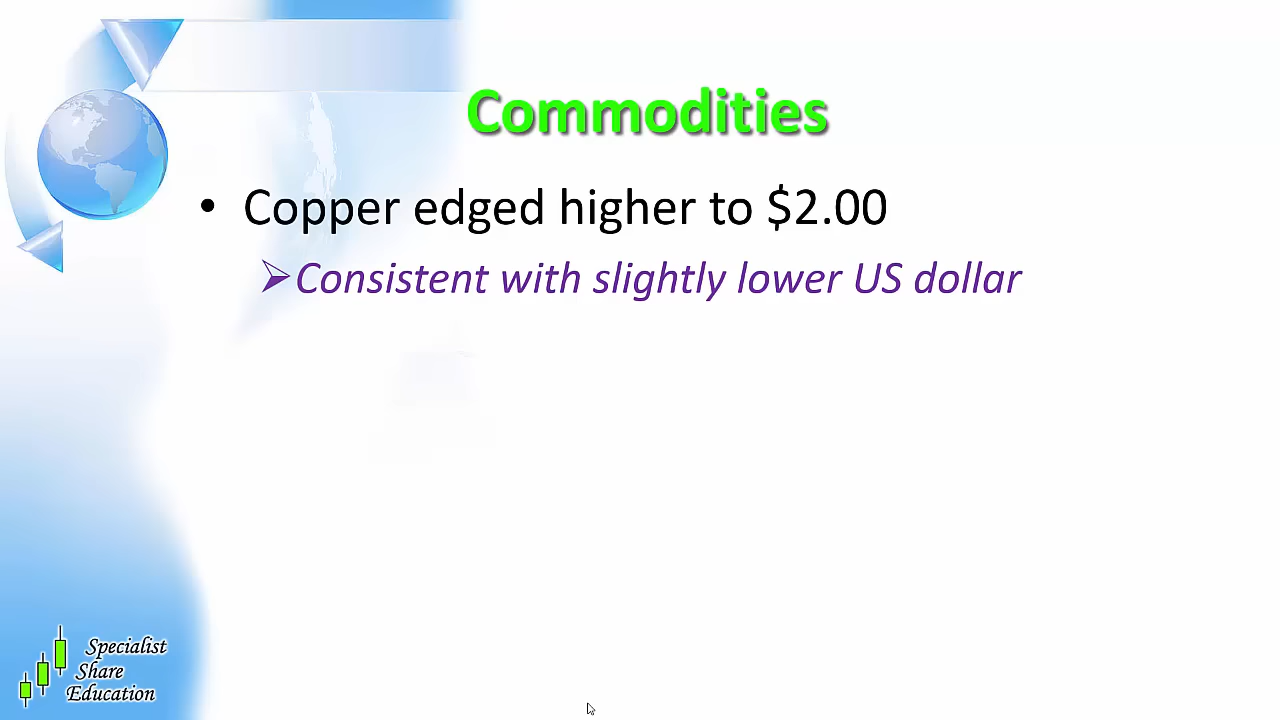 Commodities
• Copper edged higher to $2.00
➢Consistent with slightly lower US dollar
Specialist
Share
Education